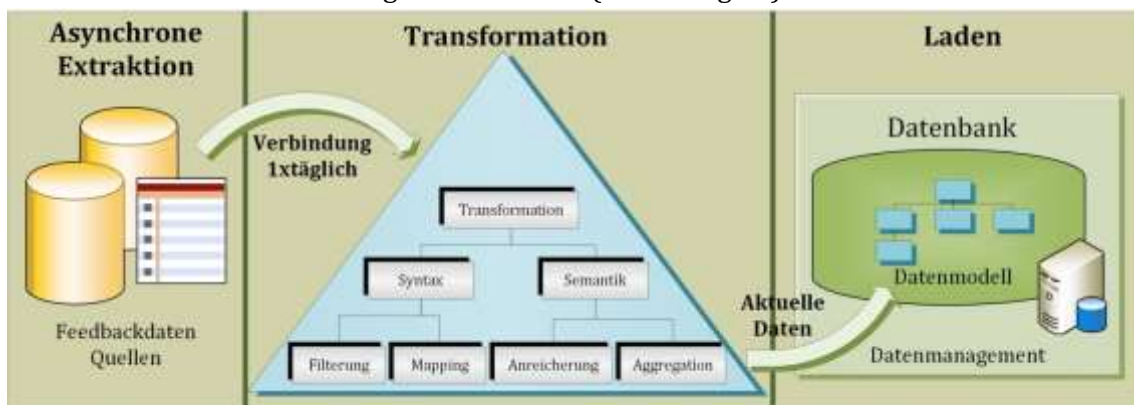 Asynchrone
Extraktion
Feedbackdaten
Quellen
Transformation
Verbindung
1xtäglich
Transformation
Syntax
Semantik
Filterung
Mapping
Anreicherung
Aggregation
Aktuelle
Daten
Laden
Datenbank
Datenmodell
Datenmanagement